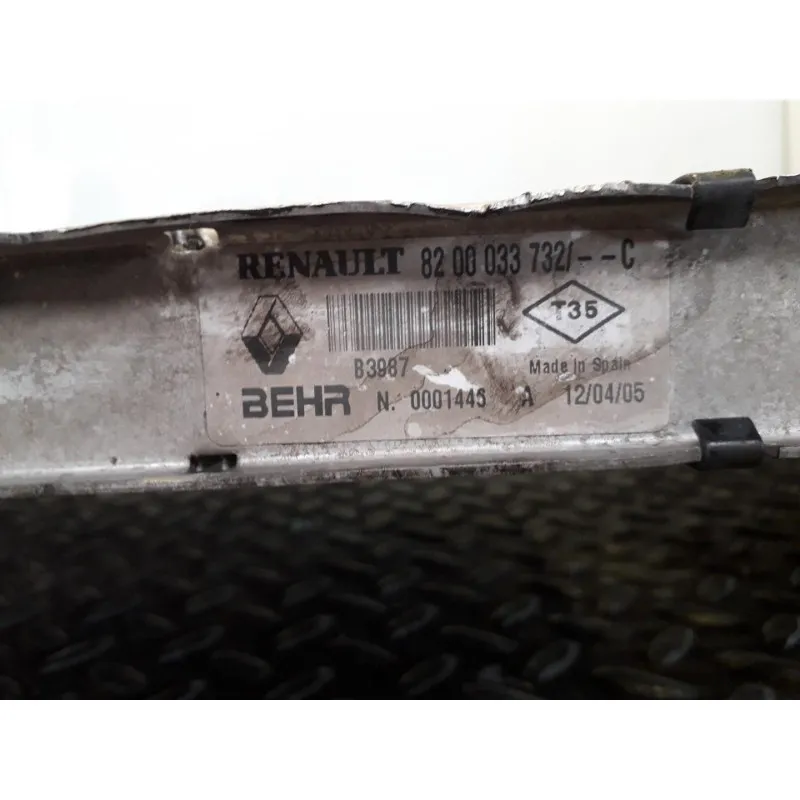 RENAULT 82 00 033 732/--C
T35
B3987 Made in Spain
BEHR N. 0001445 A 12/04/05